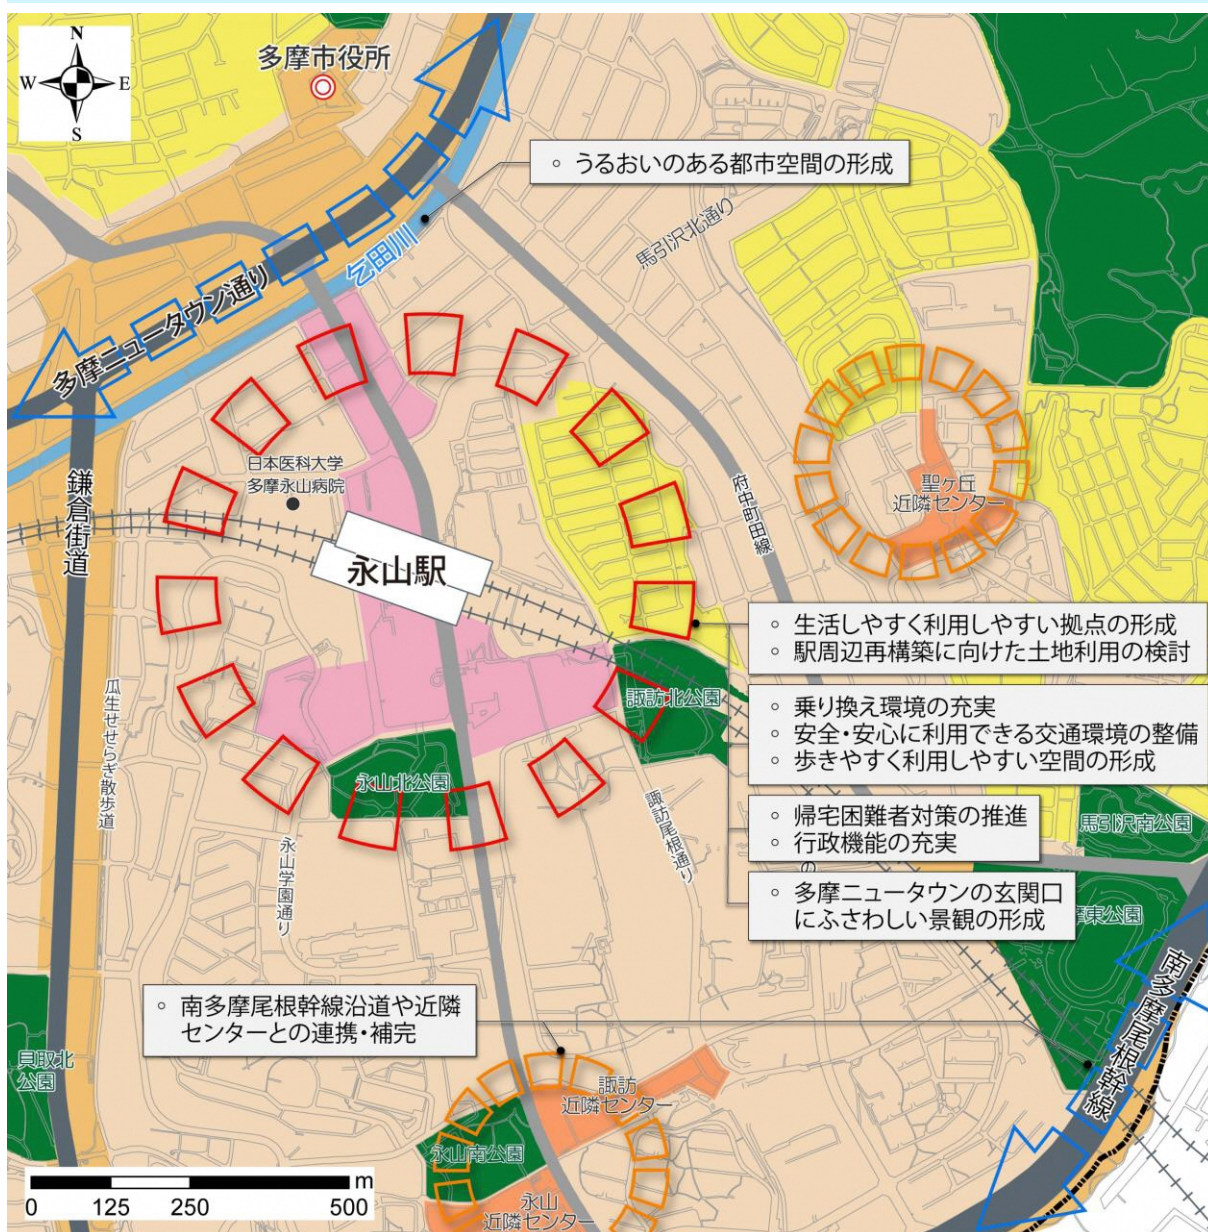 N
W
E
S
多摩市役所
◦ うるおいのある都市空間の形成
馬引沢北通り
乞田川
多摩ニュータウン通り
日本医科大学
多摩永山病院
鎌倉街道
府中町田線
聖ヶ丘
近隣センター
永山駅
◦ 生活しやすく利用しやすい拠点の形成
◦ 駅周辺再構築に向けた土地利用の検討
瓜生せせらぎ散歩道
諏訪北公園
◦ 乗り換え環境の充実
◦ 安全・安心に利用できる交通環境の整備
◦ 歩きやすく利用しやすい空間の形成
永山北公園
諏訪尾根通り
永山学園通り
◦ 帰宅困難者対策の推進
◦ 行政機能の充実
馬引沢南公園
◦ 多摩ニュータウンの玄関口
にふさわしい景観の形成
摩東公園
南多摩尾根幹線
◦ 南多摩尾根幹線沿道や近隣
センターとの連携・補完
貝取北
公園
諏訪
近隣センター
永山南公園
永山
近隣センター
m
0 125 250 500